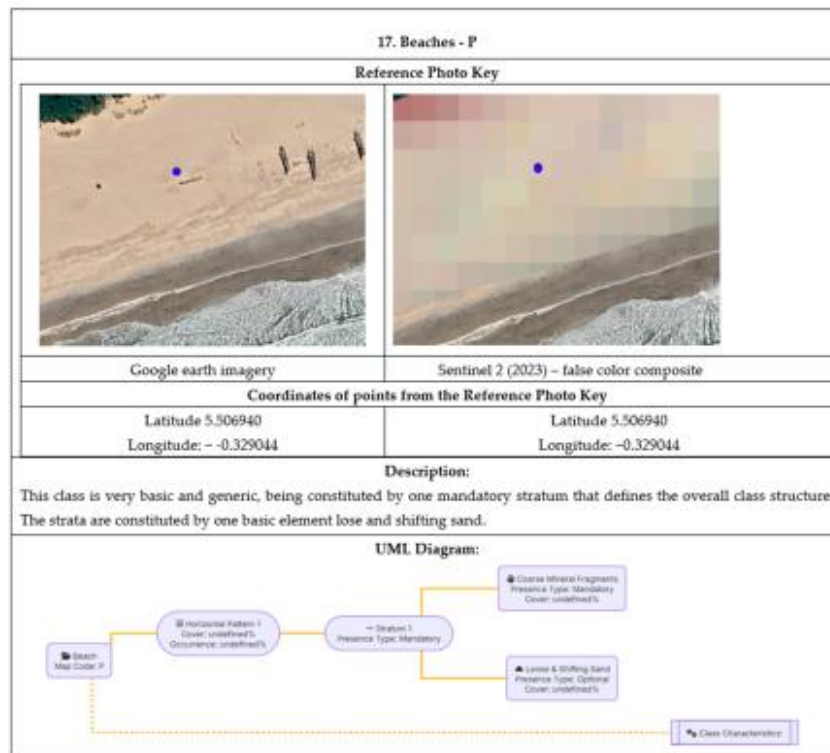 17. Beaches - P
Reference Photo Key
Google earth imagery
Sentinel 2 (2023) – false color composite
Coordinates of points from the Reference Photo Key
Latitude 5.506940
Longitude: – -0.329044
Latitude 5.506940
Longitude: −0.329044
Description:
This class is very basic and generic, being constituted by one mandatory stratum that defines the overall class structure
The strata are constituted by one basic element lose and shifting sand.
UML Diagram:
Beach
Map Code: P
Horizontal Pattern 1
Cover: undefined%
Occurrence: undefined%
Stratum 1
Presence Type: Mandatory
Coarse Mineral Fragments
Presence Type: Mandatory
Cover: undefined%
Loose & Shifting Sand
Presence Type: Optional
Cover: undefined%
Class Characteristics